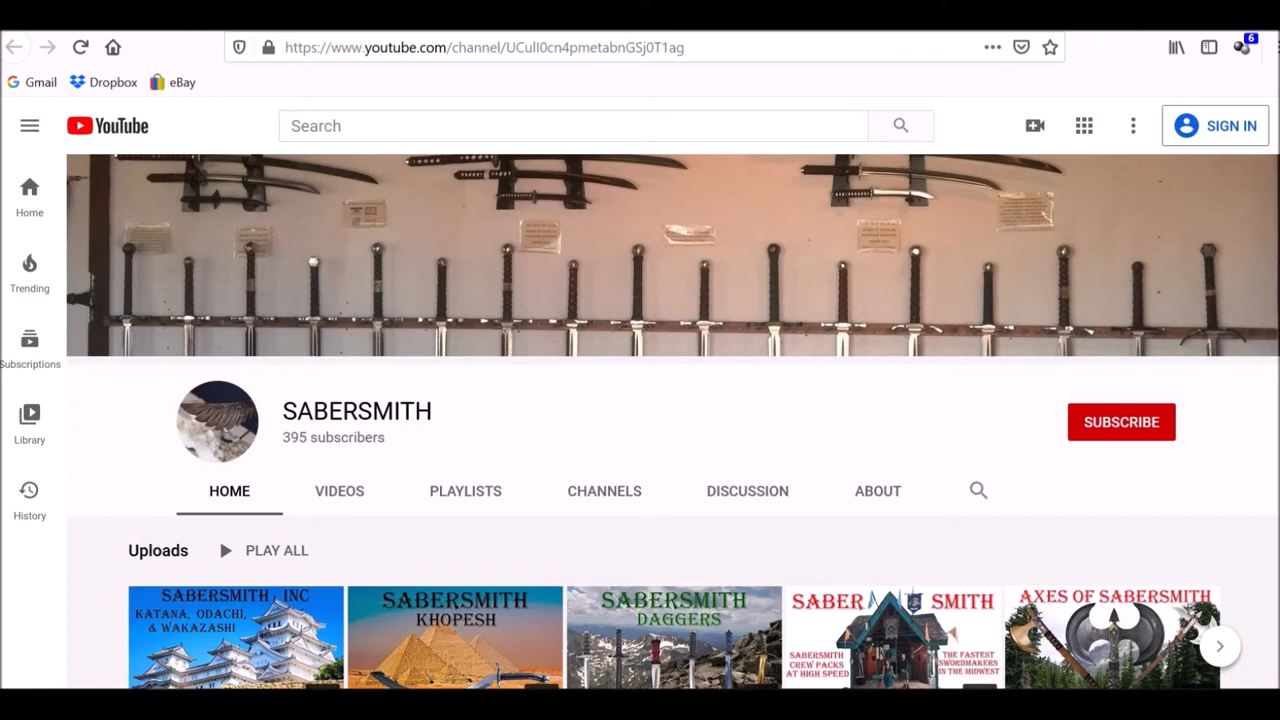 https://www.youtube.com/channel/UCulI0cn4pmetabnGSj0T1ag
6
Gmail
Dropbox
eBay
YouTube
Search
SIGN IN
Home
Trending
Subscriptions
Library
History
SABERSMITH
395 subscribers
SUBSCRIBE
HOME
VIDEOS
PLAYLISTS
CHANNELS
DISCUSSION
ABOUT
Uploads
PLAY ALL
SABERSMITH INC
KATANA, ODACHI,
& WAKAZASHI
SABERSMITH
KHOPESH
SABERSMITH
DAGGERS
SABER SMITH
SABERSMITH
CREW PACKS
AT HIGH SPEED
THE FASTEST
SWORDMAKERS
IN THE MIDWEST
AXES OF SABERSMITH